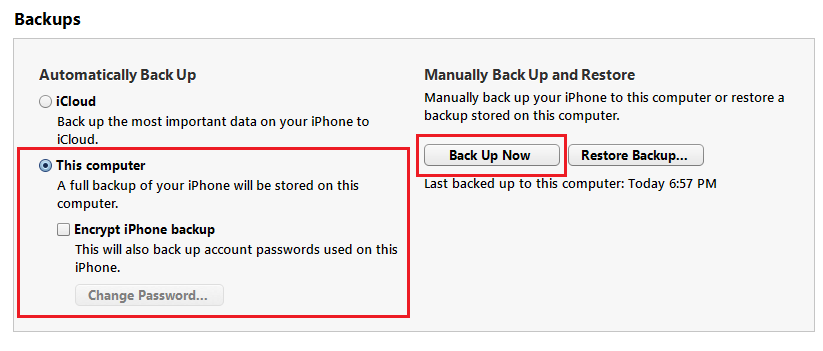 Backups
Automatically Back Up
iCloud
Back up the most important data on your iPhone to
iCloud.
This computer
A full backup of your iPhone will be stored on this
computer.
Encrypt iPhone backup
This will also back up account passwords used on this
iPhone.
Change Password...
Manually Back Up and Restore
Manually back up your iPhone to this computer or restore a
backup stored on this computer.
Back Up Now
Restore Backup...
Last backed up to this computer: Today 6:57 PM